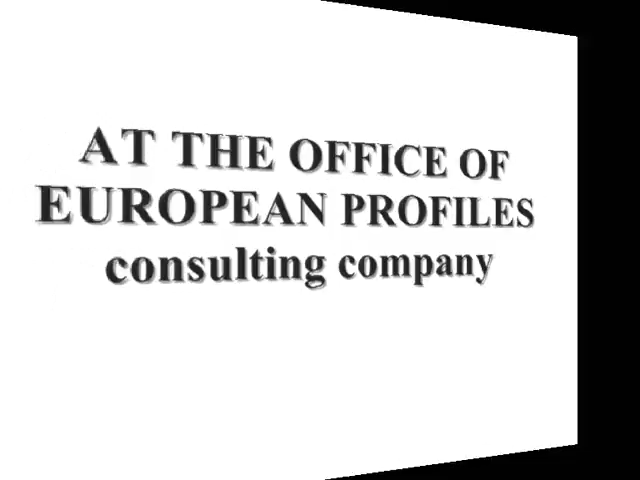 AT THE OFFICE OF
EUROPEAN PROFILES
consulting company